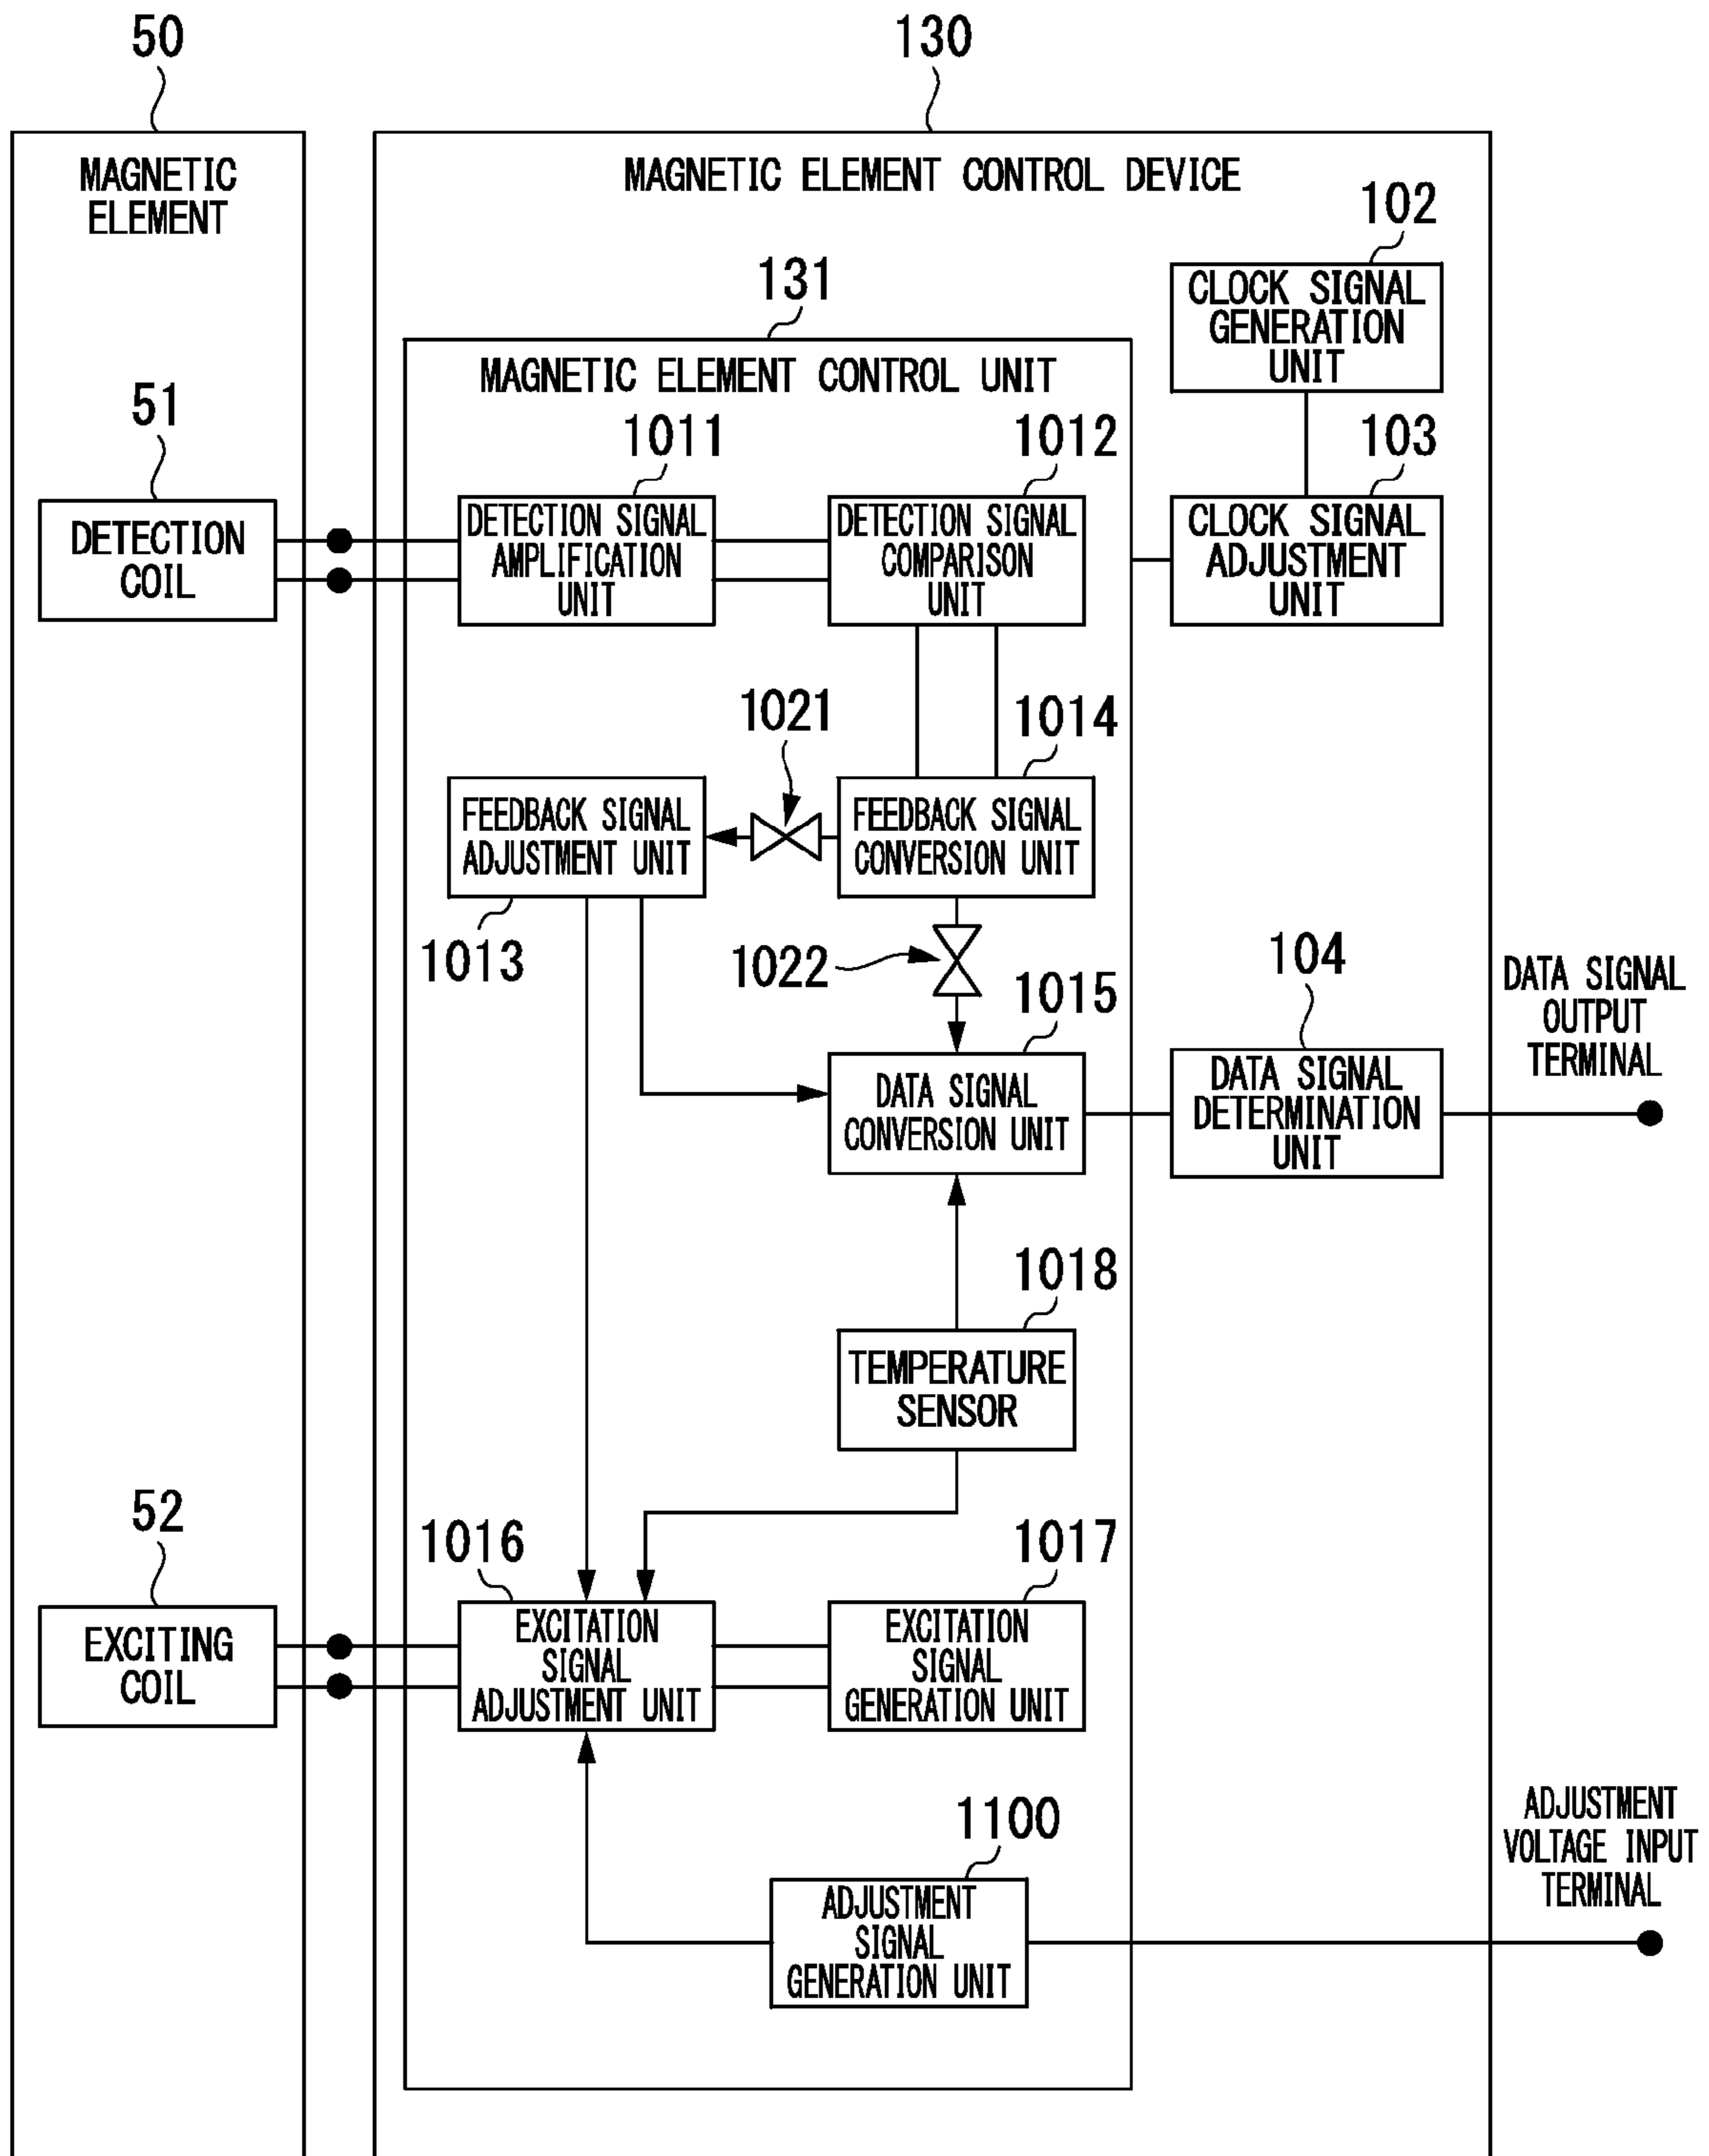 50
130
MAGNETIC
ELEMENT
MAGNETIC ELEMENT CONTROL DEVICE
102
CLOCK SIGNAL
GENERATION
UNIT
131
MAGNETIC ELEMENT CONTROL UNIT
51
1011
1012
103
DETECTION
COIL
DETECTION SIGNAL
AMPLIFICATION
UNIT
DETECTION SIGNAL
COMPARISON
UNIT
CLOCK SIGNAL
ADJUSTMENT
UNIT
1021
1014
FEEDBACK SIGNAL
ADJUSTMENT UNIT
FEEDBACK SIGNAL
CONVERSION UNIT
1013
1022
1015
104
DATA SIGNAL
OUTPUT
TERMINAL
DATA SIGNAL
CONVERSION UNIT
DATA SIGNAL
DETERMINATION
UNIT
1018
TEMPERATURE
SENSOR
52
1016
1017
EXCITING
COIL
EXCITATION
SIGNAL
ADJUSTMENT UNIT
EXCITATION
SIGNAL
GENERATION UNIT
1100
ADJUSTMENT
VOLTAGE INPUT
TERMINAL
ADJUSTMENT
SIGNAL
GENERATION UNIT